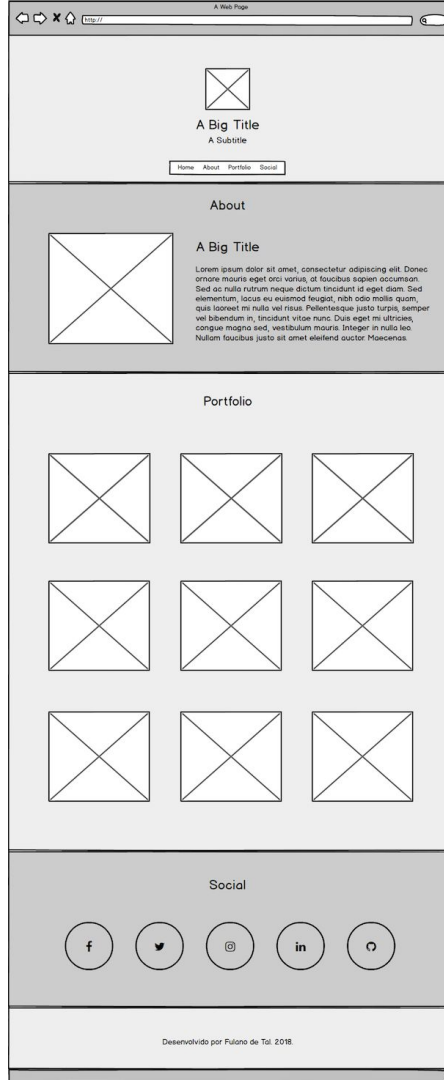 A Web Page
http://
A Big Title
A Subtitle
Home About Portfolio Social
About
A Big Title
Lorem ipsum dolor sit amet, consectetur adipiscing elit. Donec
ornare mauris eget orci varius, at faucibus sapien accumsan.
Sed ac nulla rutrum neque dictum tincidunt id eget diam. Sed
elementum, lacus eu euismod feugiat, nibh odio mollis quam,
quis laoreet mi nulla vel risus. Pellentesque justo turpis, semper
vel bibendum in, tincidunt vitae nunc. Duis eget mi ultricies,
congue magna sed, vestibulum mauris. Integer in nulla leo.
Nullam faucibus justo sit amet eleifend auctor. Maecenas.
Portfolio
Social
f in
Desenvolvido por Fulano de Tal. 2018.